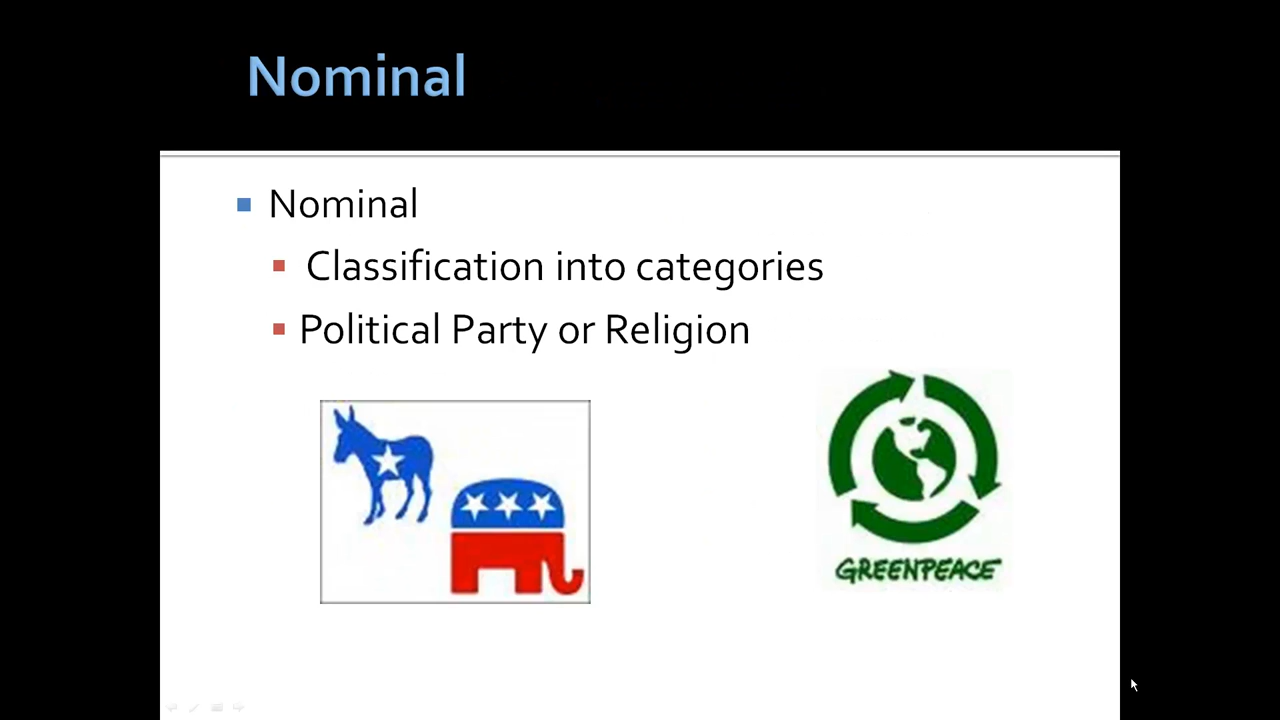 Nominal
Nominal
Classification into categories
Political Party or Religion
GREENPEACE